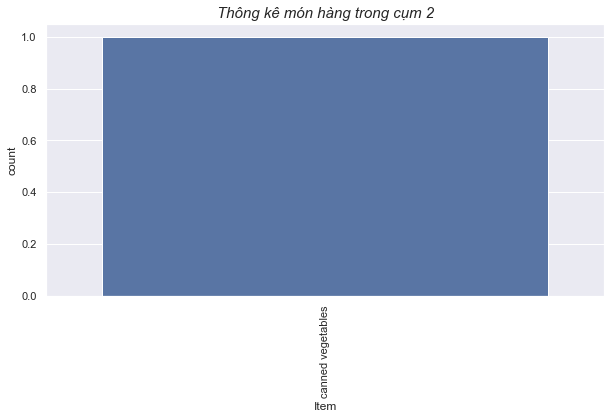 Thông kê món hàng trong cụm 2
1.0
0.8
0.6
0.4
0.2
0.0
count
canned vegetables
Item